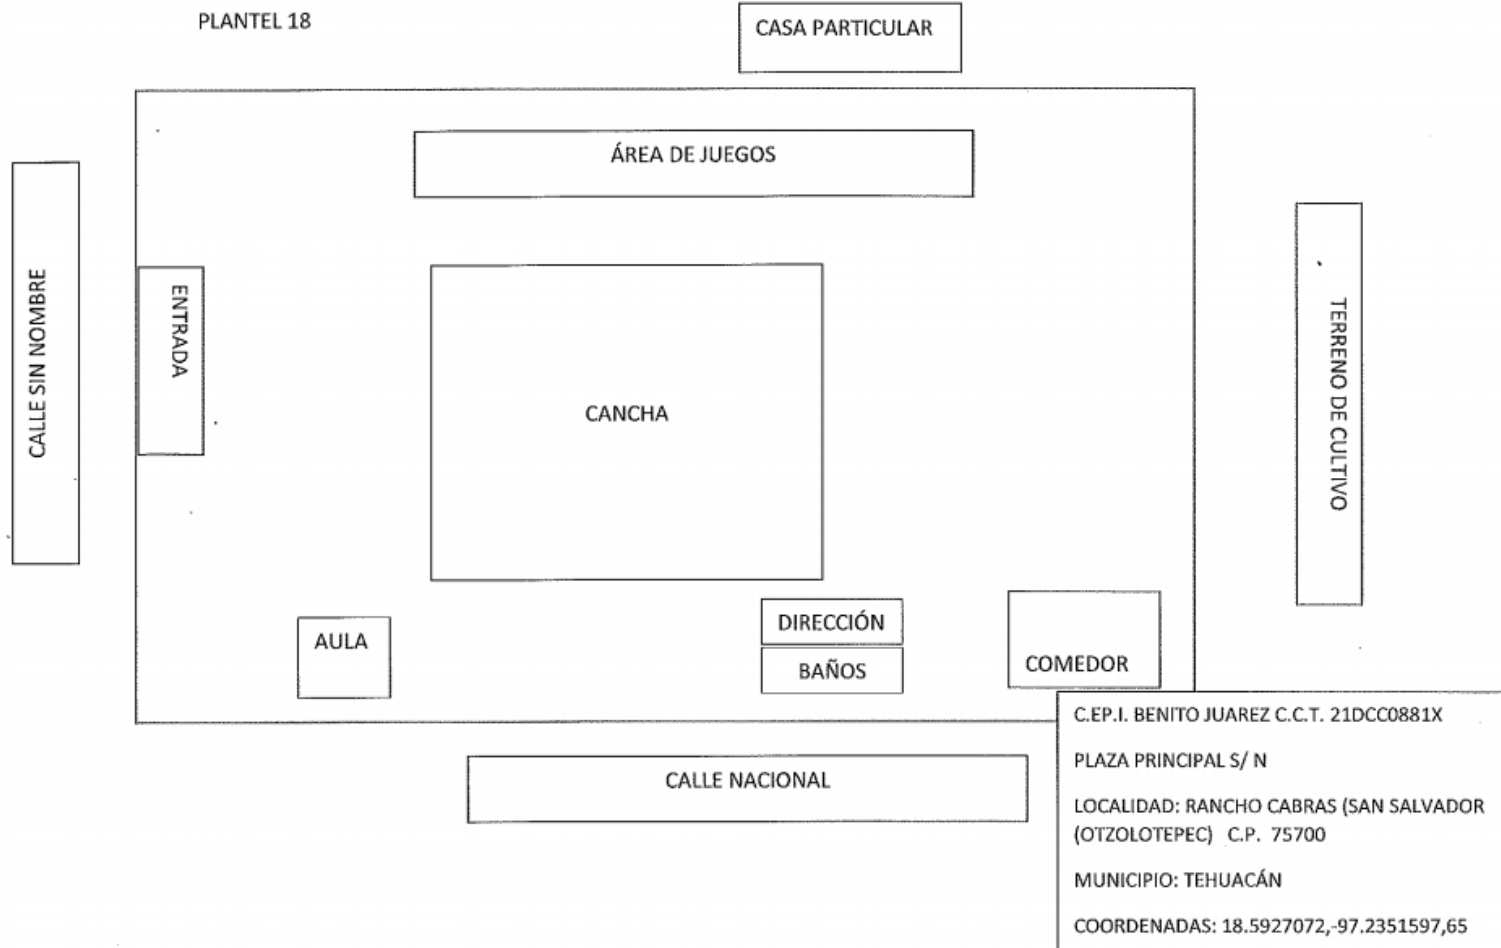 PLANTEL 18
CASA PARTICULAR
ÁREA DE JUEGOS
CALLE SIN NOMBRE
ENTRADA
CANCHA
TERRENO DE CULTIVO
AULA
DIRECCIÓN
BAÑOS
COMEDOR
CALLE NACIONAL
C.EP.I. BENITO JUAREZ C.C.T. 21DCC0881X
PLAZA PRINCIPAL S/ N
LOCALIDAD: RANCHO CABRAS (SAN SALVADOR
(OTZOLOTEPEC) C.P. 75700
MUNICIPIO: TEHUACÁN
COORDENADAS: 18.5927072,-97.2351597,65